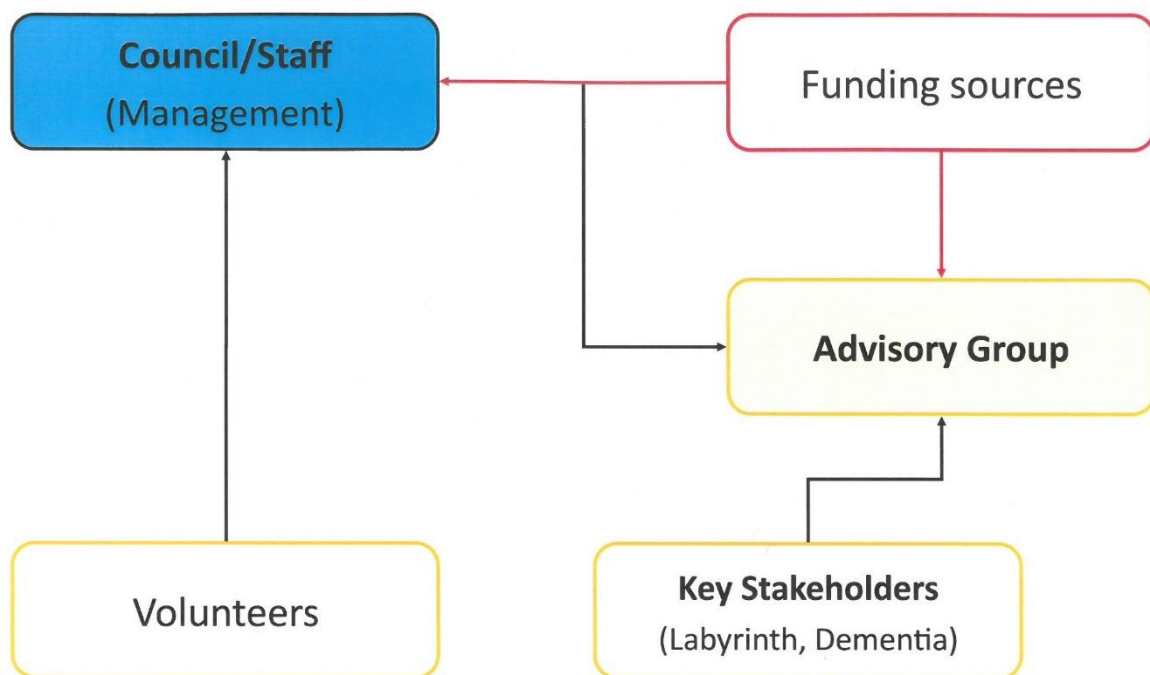 Council/Staff
(Management)
Funding sources
Advisory Group
Volunteers
Key Stakeholders
(Labyrinth, Dementia)